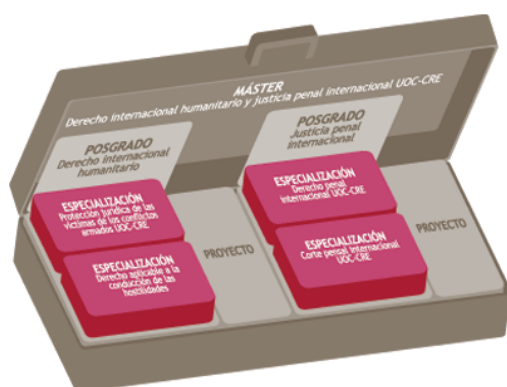 MÁSTER
Derecho internacional humanitario y justicia penal internacional UOC-CRE
POSGRADO
Derecho internacional
humanitario
POSGRADO
Justicia penal
internacional
ESPECIALIZACIÓN
Protección jurídica de las
víctimas de los conflictos
armados UOC-CRE
ESPECIALIZACIÓN
Derecho aplicable a la
conducción de las
hostilidades
PROYECTO
ESPECIALIZACIÓN
Derecho penal
internacional UOC-CRE
ESPECIALIZACIÓN
Corte penal internacional
UOC-CRE
PROYECTO